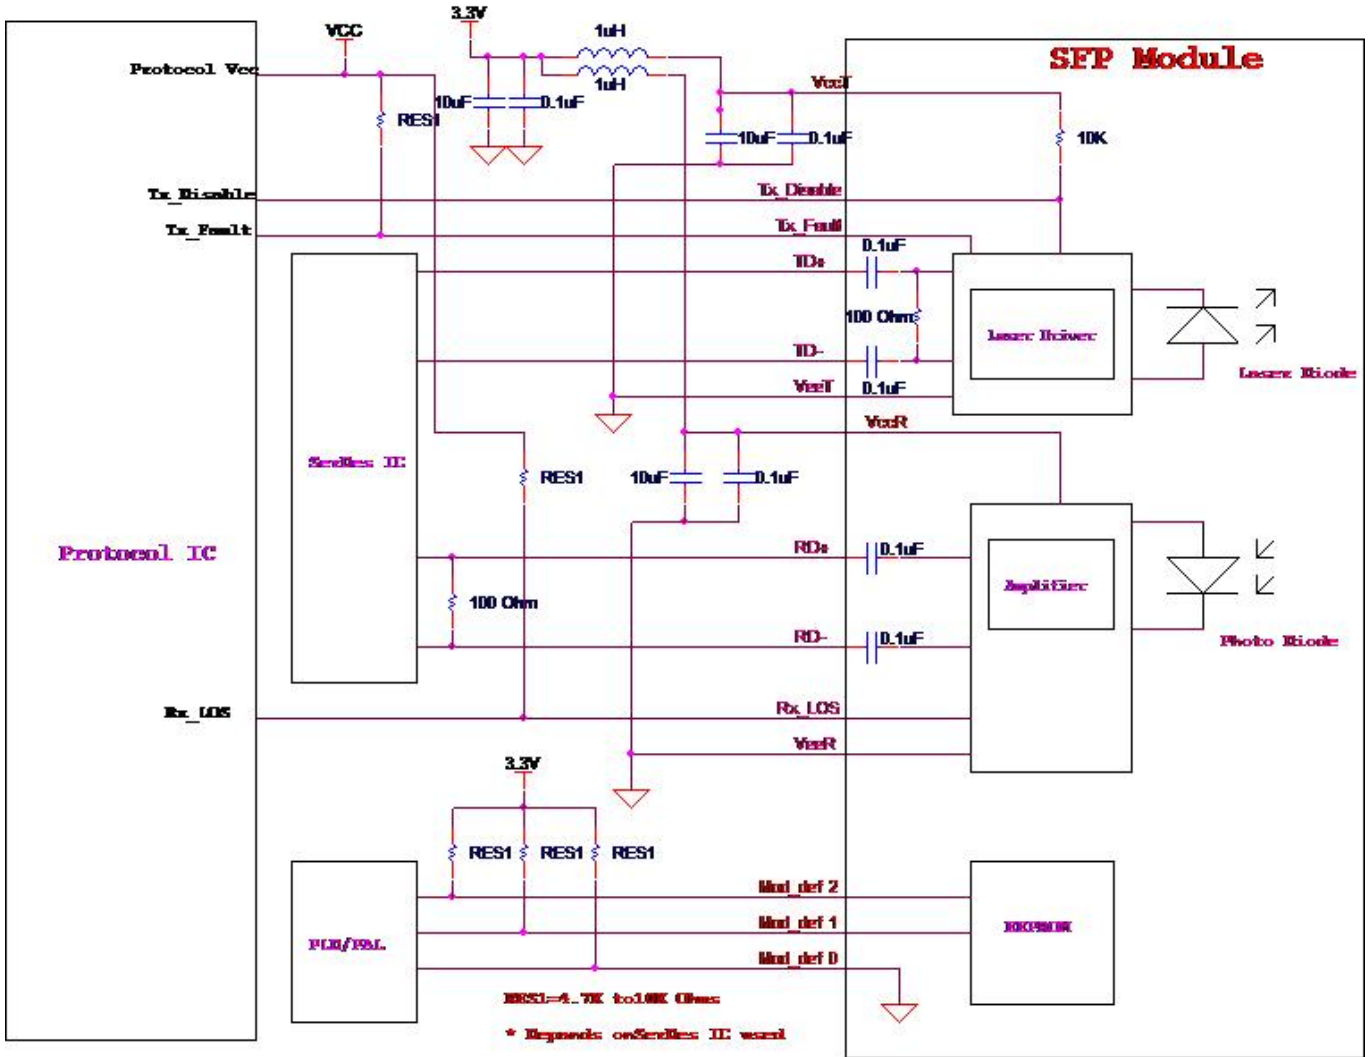 3.3V
VCC
1uH
SFP Module
Protocol Vcc
1uH
VccT
10uF
0.1uF
RES1
10uF
0.1uF
10K
Tx_Disable
Tx_Disable
Tx_Fault
Tx_Fault
0.1uF
TD+
100 Ohm
Laser Driver
TD-
Laser Diode
VeeT
0.1uF
VccR
SerDes IC
RES1
10uF
0.1uF
Protocol IC
RD+
0.1uF
Amplifier
100 Ohm
RD-
0.1uF
Photo Diode
Rx_LOS
Rx_LOS
VeeR
3.3V
RES1
RES1
RES1
Mod_def 2
Mod_def 1
EEPROM
PLD/PAL
Mod_def 0
RES1=4.7K to10K Ohms
* Depends onSerDes IC used